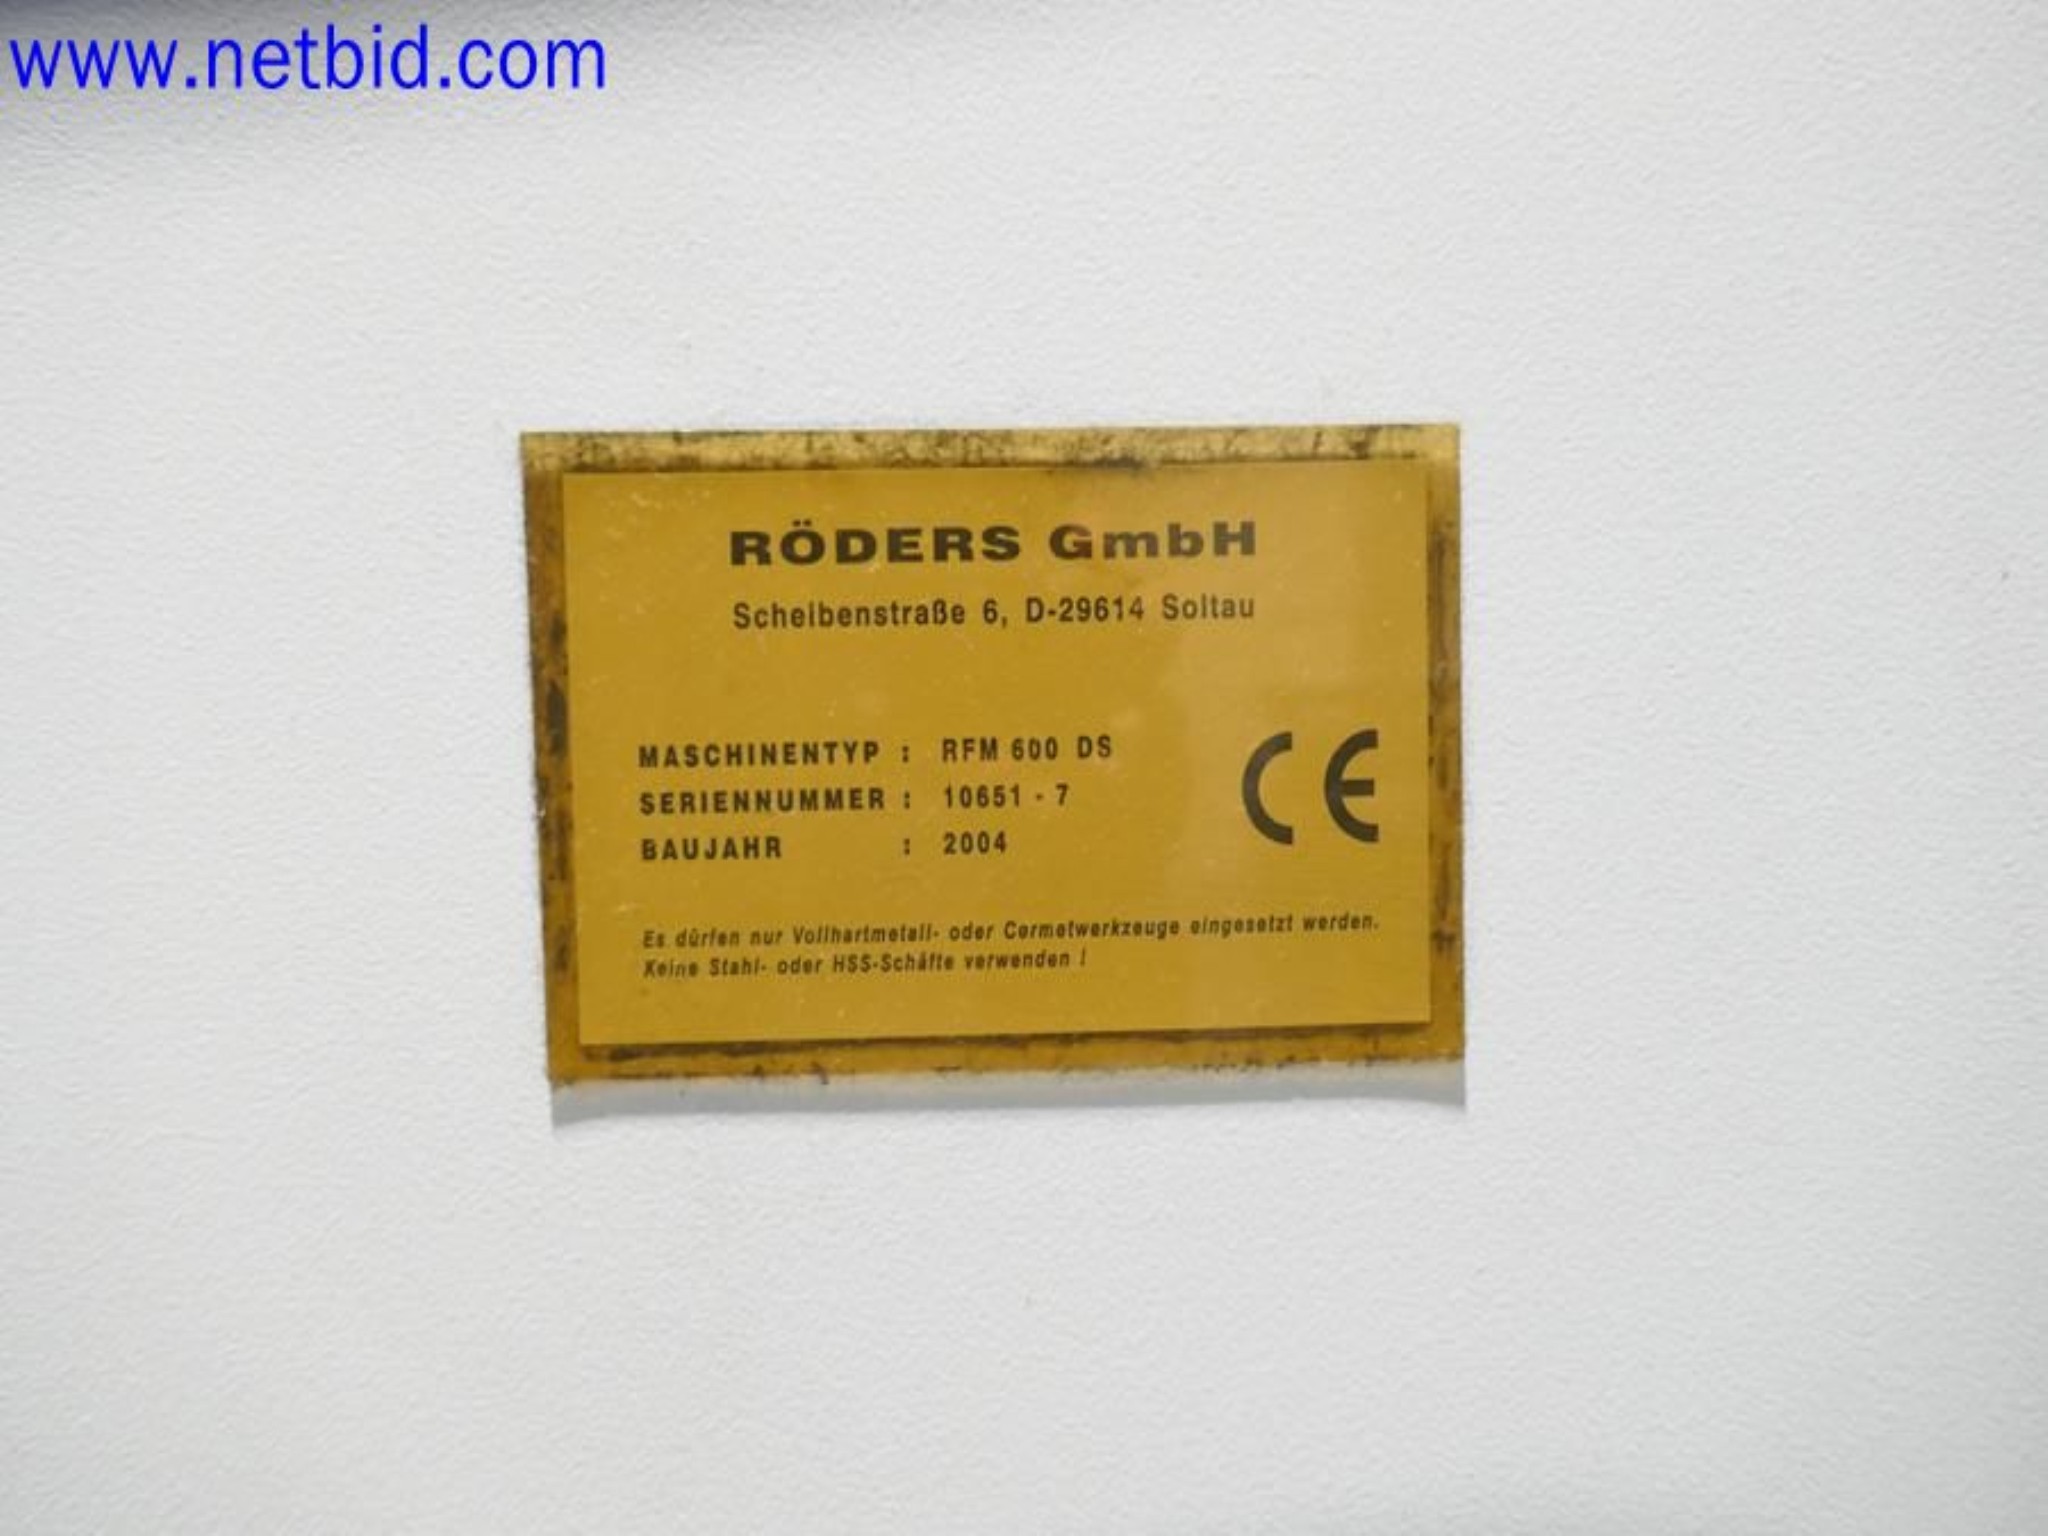 www.netbid.com
RÖDERS GmbH
Scheibenstraße 6, D-29614 Soltau
MASCHINENTYP : RFM 600 DS
SERIENNUMMER : 10651 - 7
BAUJAHR : 2004
CE
Es dürfen nur Vollhartmetall- oder Cermetwerkzeuge eingesetzt werden.
Keine Stahl- oder HSS-Schäfte verwenden !